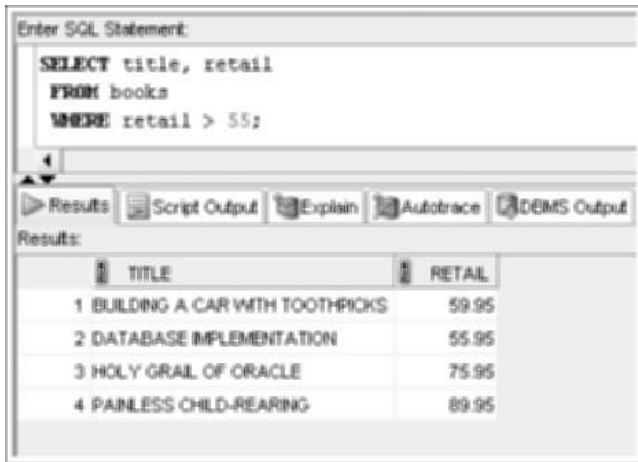 Enter SQL Statement:
SELECT title, retail
FROM books
WHERE retail > 55;
Results Script Output Explain Autotrace DBMS Output
Results:
TITLE RETAIL
1 BUILDING A CAR WITH TOOTHPICKS 59.95
2 DATABASE IMPLEMENTATION 55.95
3 HOLY GRAIL OF ORACLE 75.95
4 PAINLESS CHILD-REARING 89.95